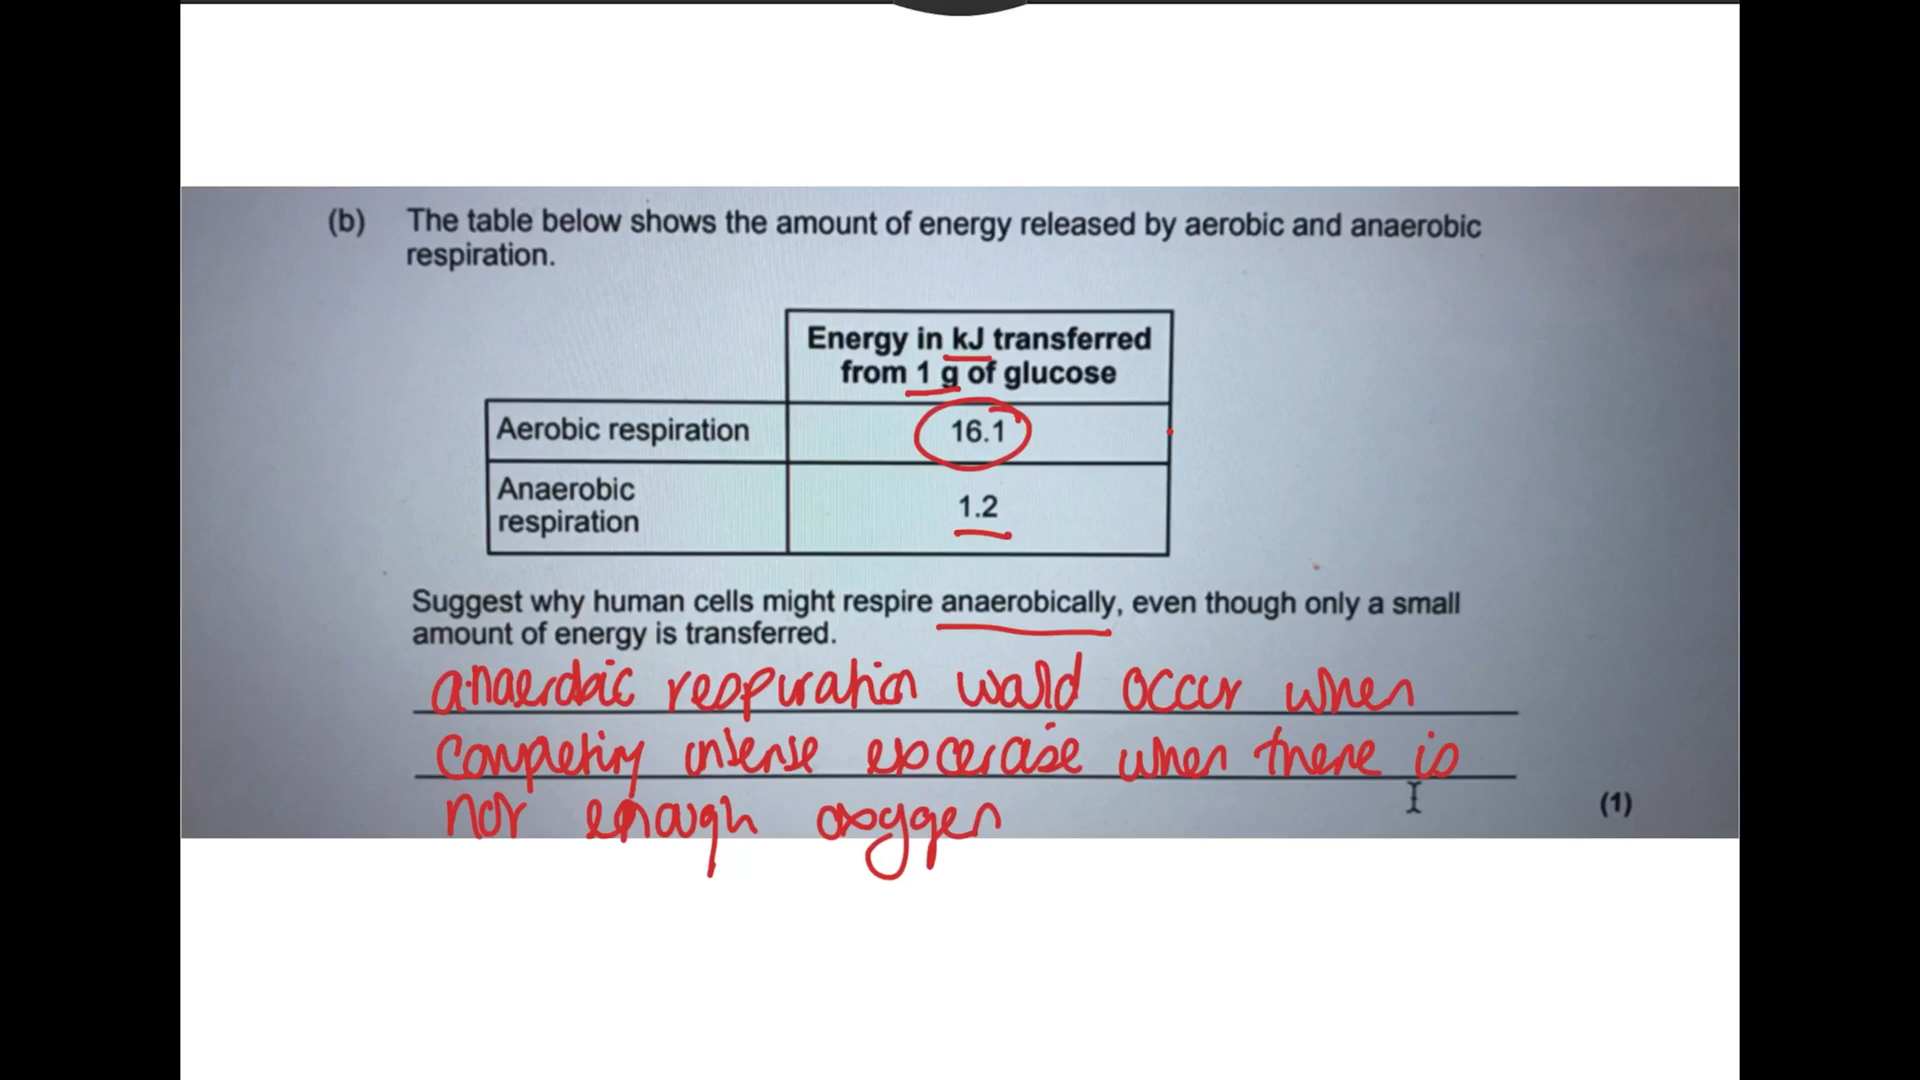 (b) The table below shows the amount of energy released by aerobic and anaerobic
respiration.
Energy in kJ transferred
from 1 g of glucose
Aerobic respiration 16.1
Anaerobic
respiration 1.2
Suggest why human cells might respire anaerobically, even though only a small
amount of energy is transferred.
anaerobic respiration would occur when
competing intense excercise when there is
not enough oxygen
(1)